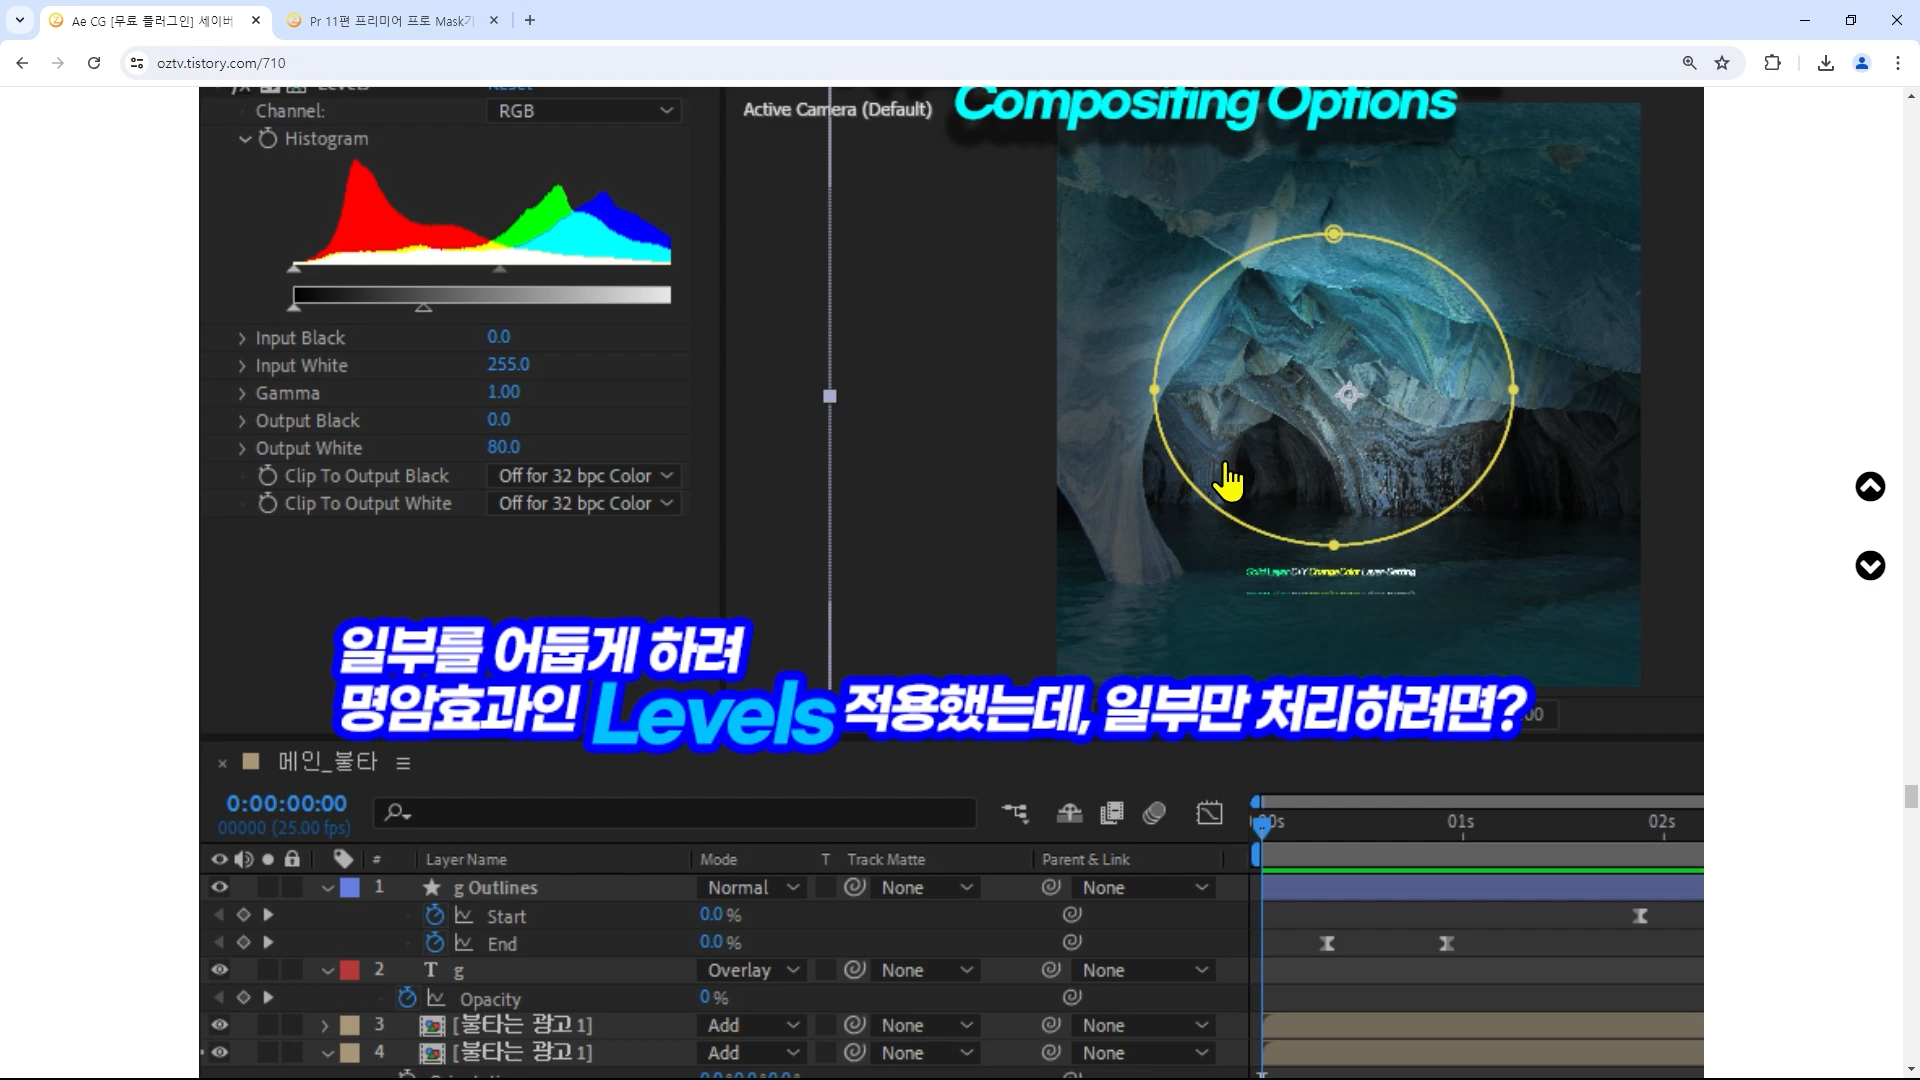 Ae CG [무료 플러그인] 세이버
Pr 11편 프리미어 프로 Mask기
oztv.tistory.com/710
Levels
Reset
Channel:
RGB
Histogram
Input Black
0.0
Input White
255.0
Gamma
1.00
Output Black
0.0
Output White
80.0
Clip To Output Black
Off for 32 bpc Color
Clip To Output White
Off for 32 bpc Color
Active Camera (Default)
Compositing Options
일부를 어둡게 하려
명암효과인 Levels 적용했는데, 일부만 처리하려면?
메인_불타
0:00:00:00
00000 (25.00 fps)
01s
02s
# Layer Name Mode T Track Matte Parent & Link
1 g Outlines Normal None None
Start 0.0 %
End 0.0 %
2 T g Overlay None None
Opacity 0 %
3 [불타는 광고 1] Add None None
4 [불타는 광고 1] Add None None